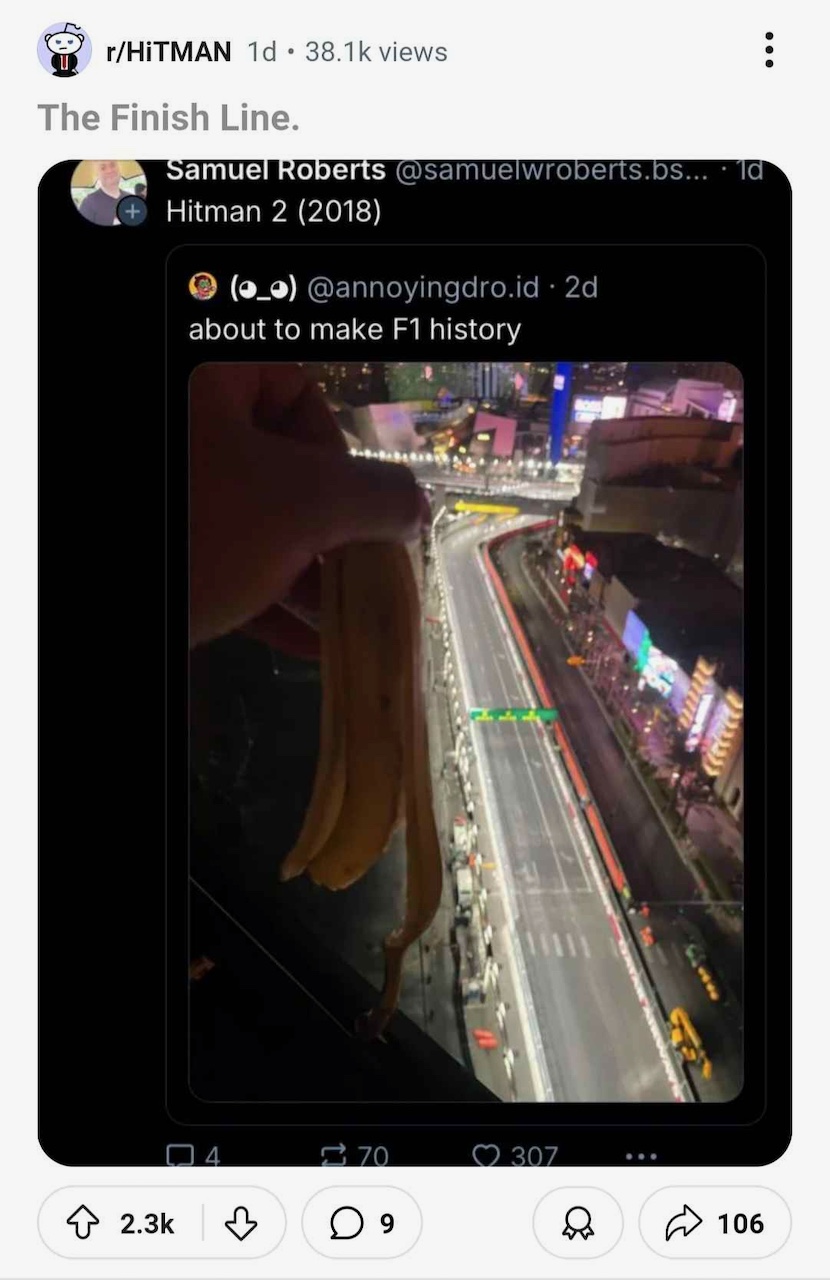 r/HiTMAN 1d • 38.1k views
The Finish Line.
Samuel Roberts @samuelwroberts.bs... · 1d
Hitman 2 (2018)
(◕_◕) @annoyingdro.id · 2d
about to make F1 history
4 70 307
2.3k 9 106